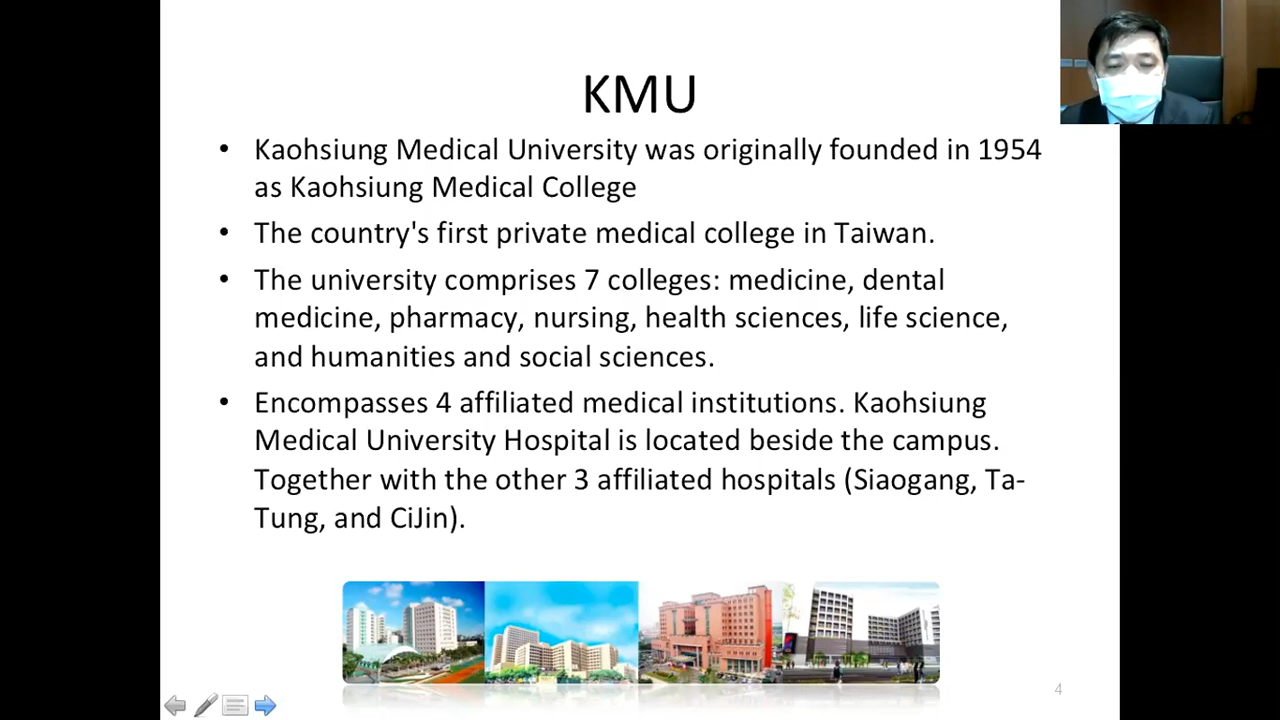 KMU
• Kaohsiung Medical University was originally founded in 1954
as Kaohsiung Medical College
• The country's first private medical college in Taiwan.
• The university comprises 7 colleges: medicine, dental
medicine, pharmacy, nursing, health sciences, life science,
and humanities and social sciences.
• Encompasses 4 affiliated medical institutions. Kaohsiung
Medical University Hospital is located beside the campus.
Together with the other 3 affiliated hospitals (Siaogang, Ta-
Tung, and CiJin).
4